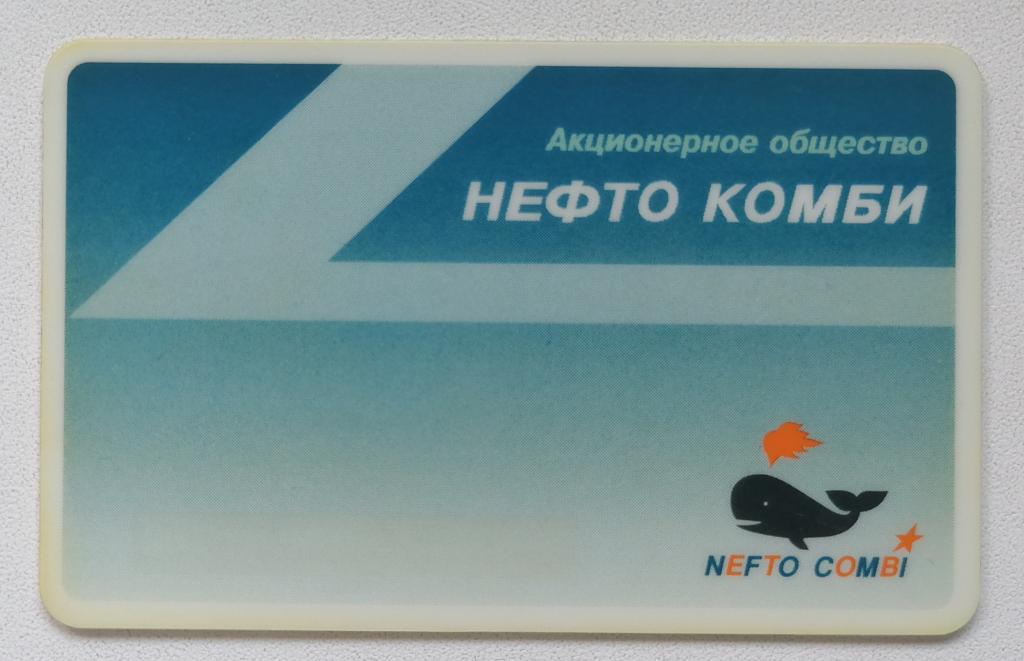 Акционерное общество
НЕФТО КОМБИ
NEFTO COMBI